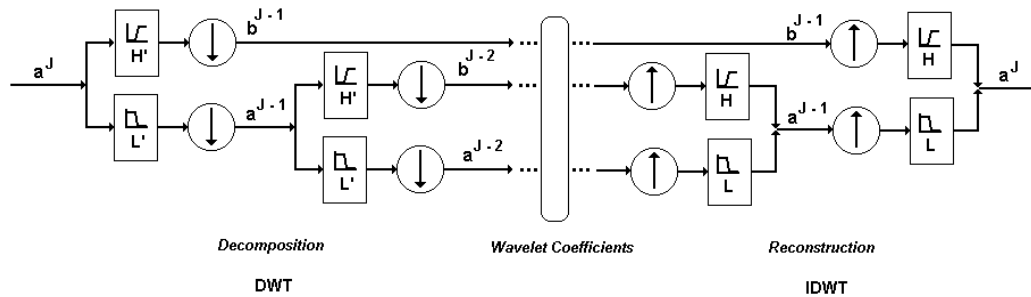 a^J
H'
b^{J-1}
L'
a^{J-1}
H'
b^{J-2}
L'
a^{J-2}
b^{J-1}
H
H
a^{J-1}
L
L
a^J
Decomposition
Wavelet Coefficients
Reconstruction
DWT
IDWT